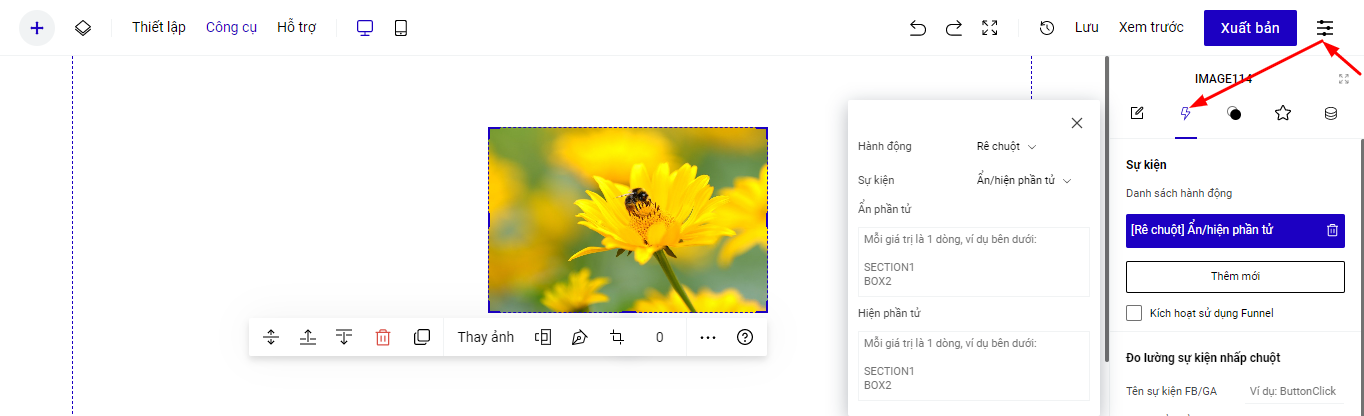 Thiết lập Công cụ Hỗ trợ Lưu Xem trước Xuất bản
IMAGE114
Hành động Rê chuột
Sự kiện Ẩn/hiện phần tử
Ẩn phần tử
Mỗi giá trị là 1 dòng, ví dụ bên dưới:
SECTION1
BOX2
Hiện phần tử
Mỗi giá trị là 1 dòng, ví dụ bên dưới:
SECTION1
BOX2
Thay ảnh 0
Sự kiện
Danh sách hành động
[Rê chuột] Ẩn/hiện phần tử
Thêm mới
Kích hoạt sử dụng Funnel
Đo lường sự kiện nhấp chuột
Tên sự kiện FB/GA Ví dụ: ButtonClick